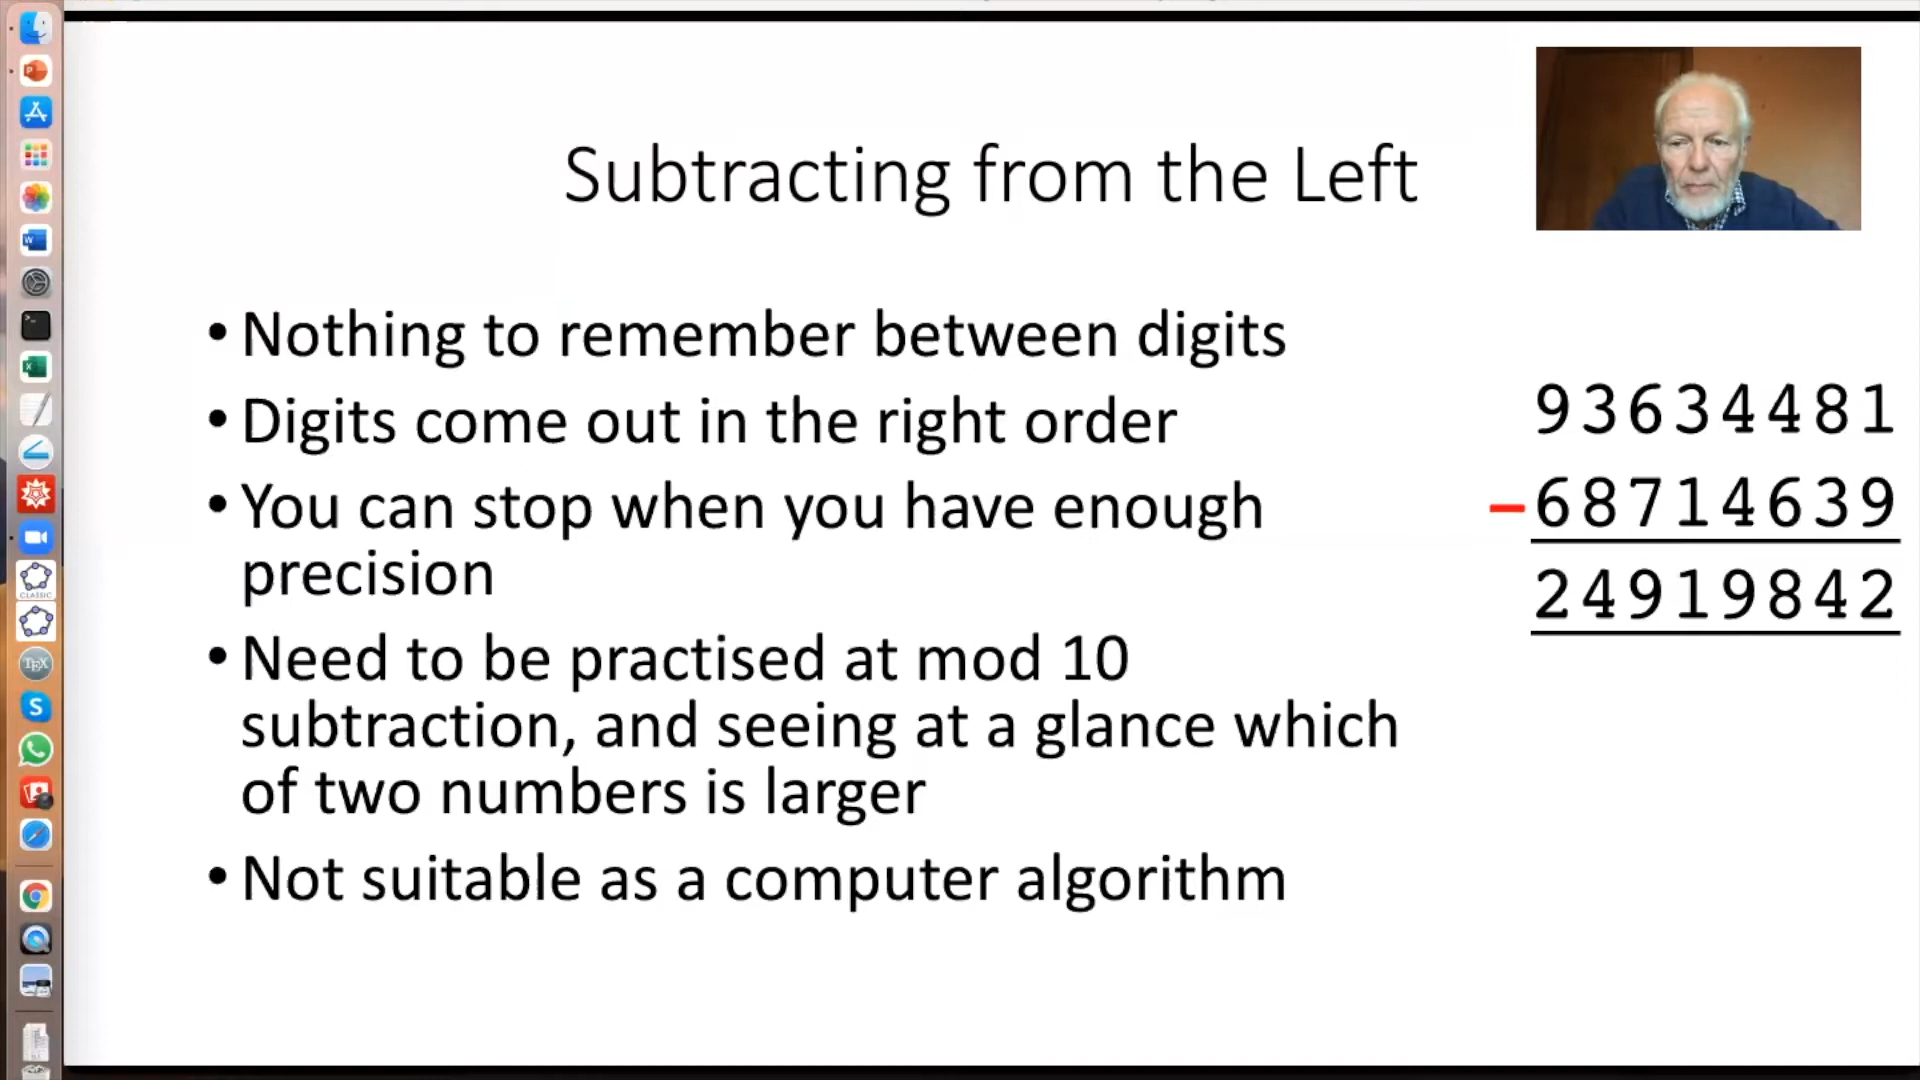 Subtracting from the Left
• Nothing to remember between digits
• Digits come out in the right order
• You can stop when you have enough
precision
• Need to be practised at mod 10
subtraction, and seeing at a glance which
of two numbers is larger
• Not suitable as a computer algorithm
93634481
–68714639
24919842
CLASSIC
TEX